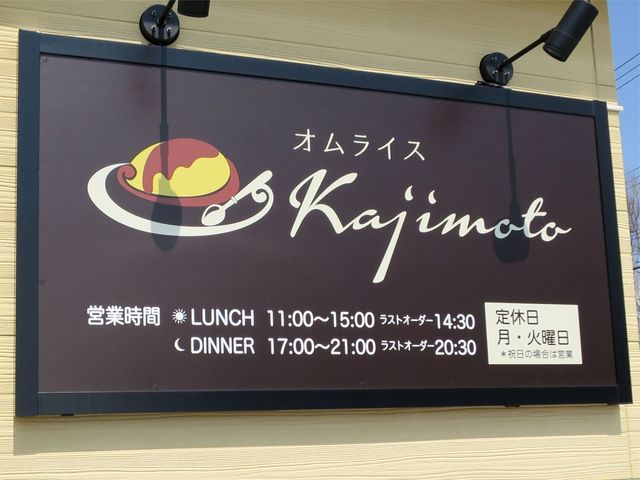 オムライス
Kajimoto
営業時間 LUNCH 11:00〜15:00 ラストオーダー14:30
DINNER 17:00〜21:00 ラストオーダー20:30
定休日
月・火曜日
*祝日の場合は営業